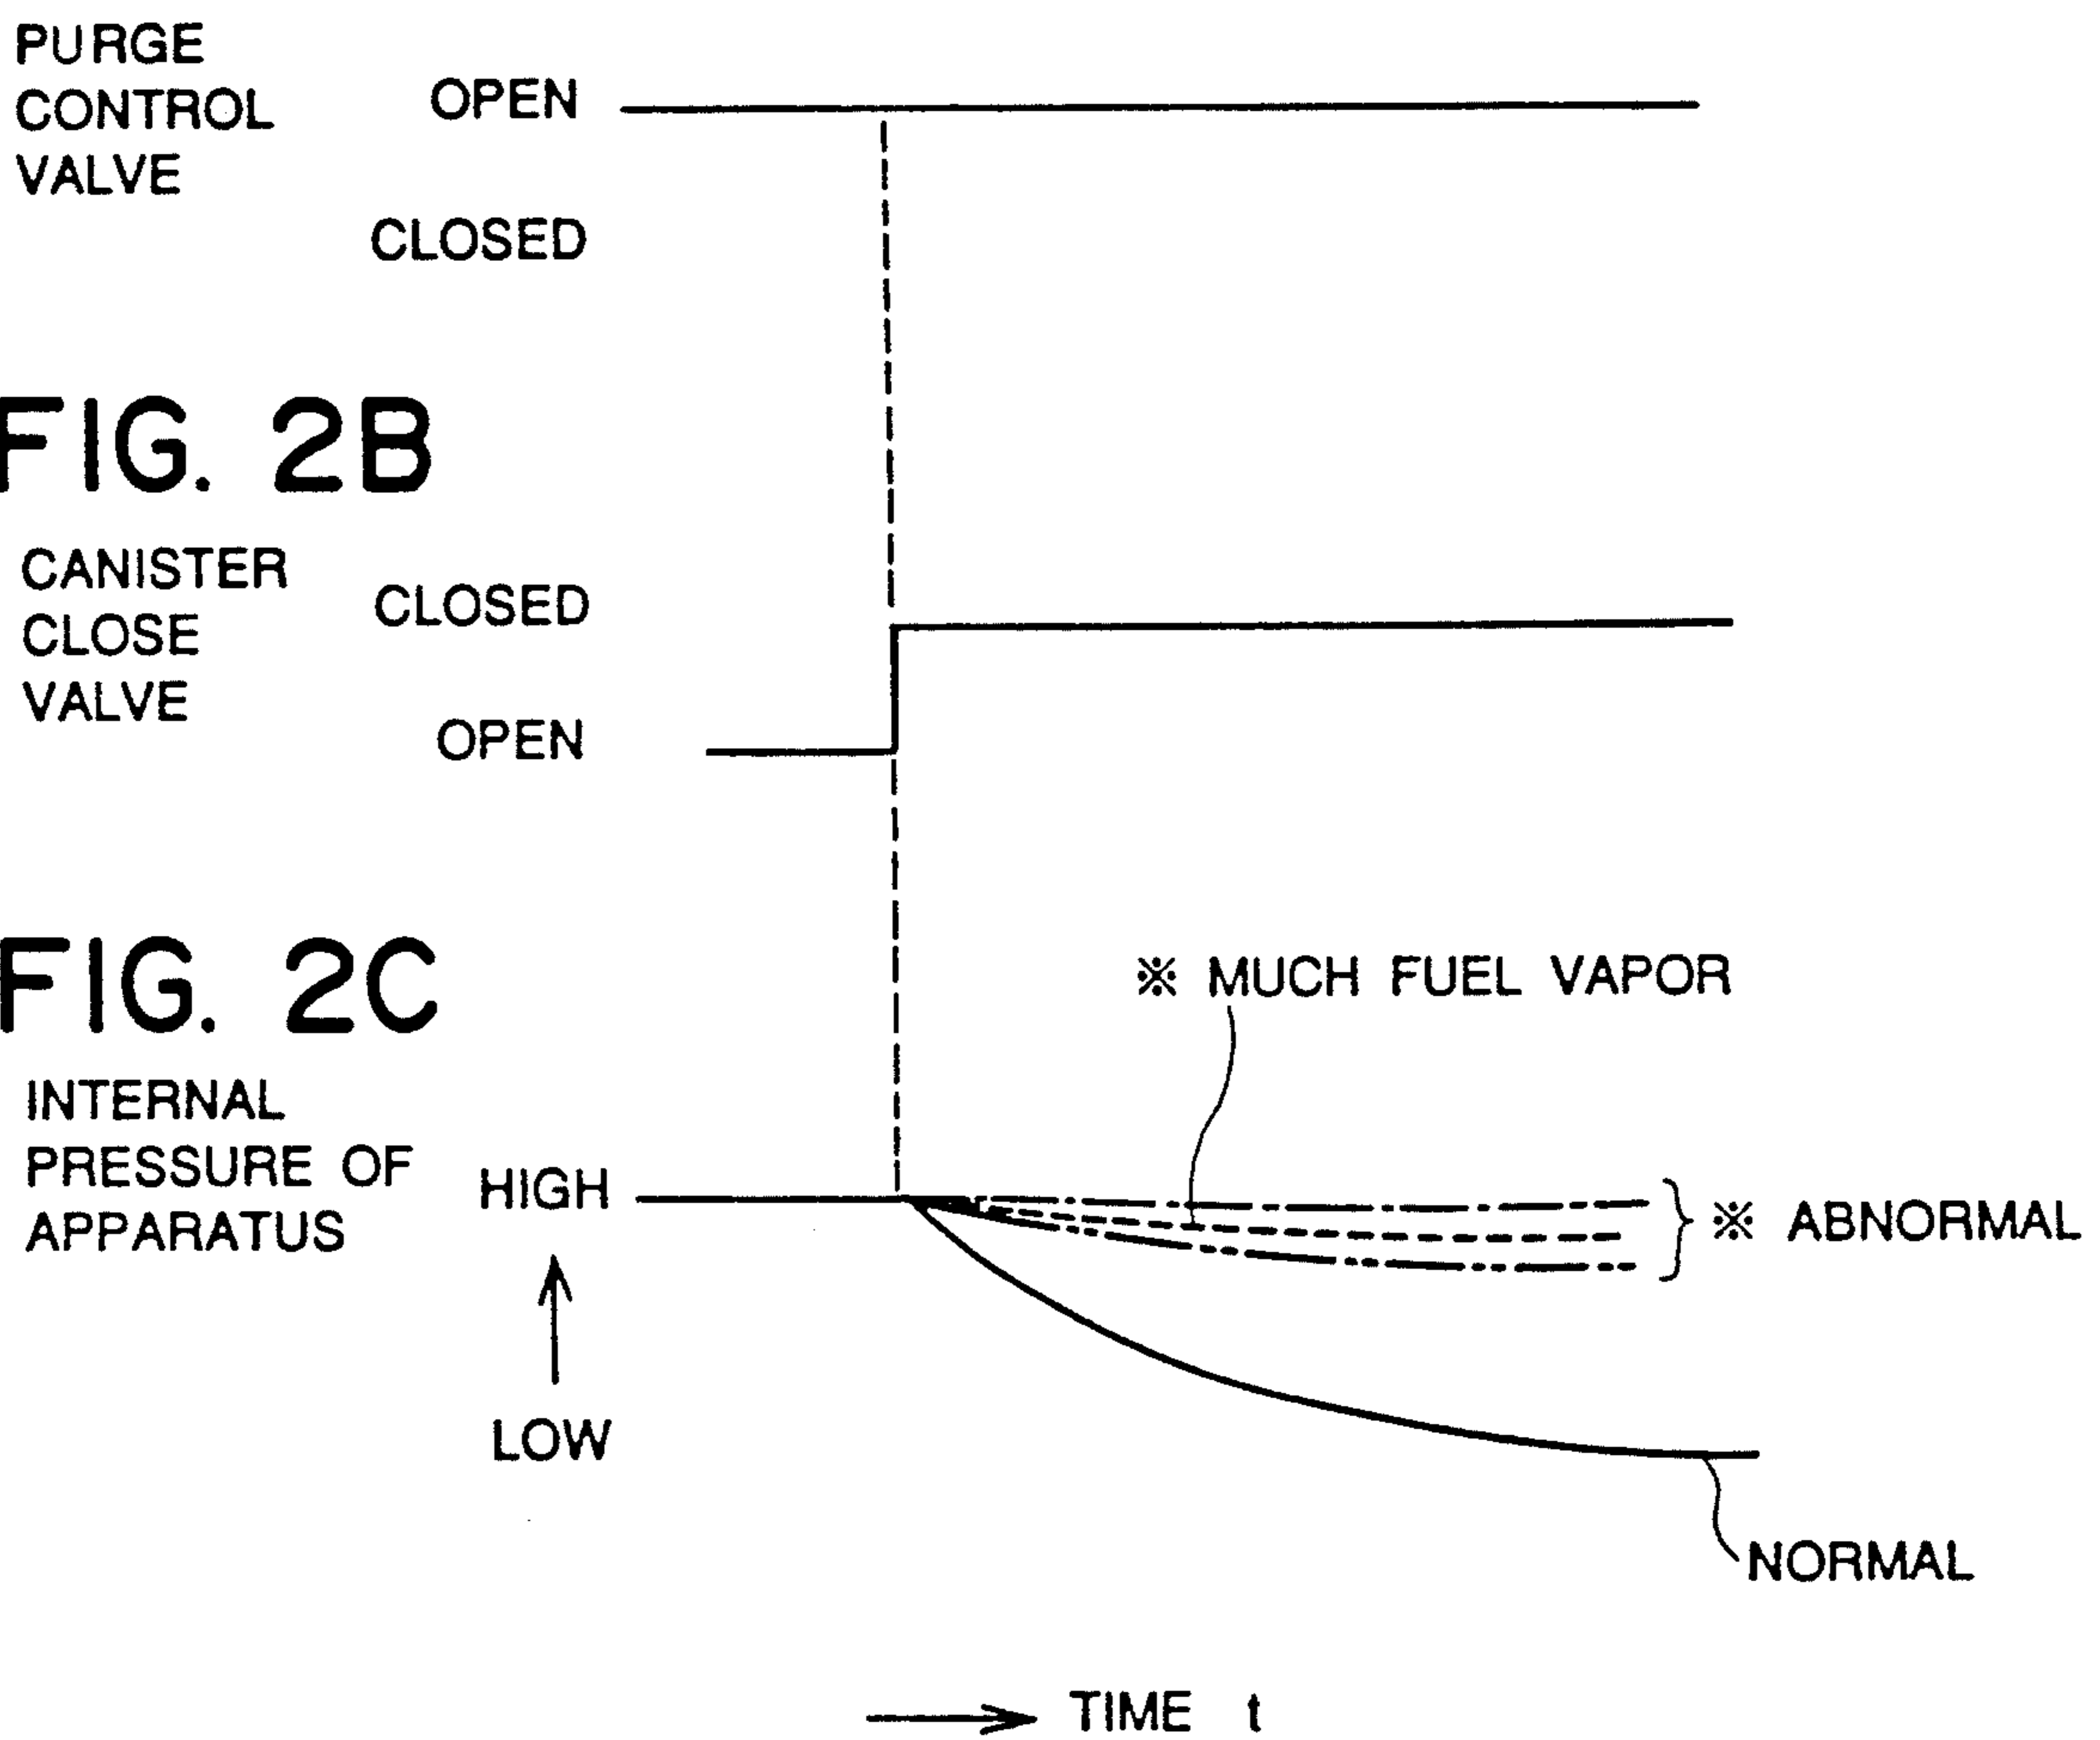 PURGE
CONTROL
VALVE
OPEN
CLOSED
FIG. 2B
CANISTER
CLOSE
VALVE
CLOSED
OPEN
FIG. 2C
※ MUCH FUEL VAPOR
INTERNAL
PRESSURE OF
APPARATUS
HIGH
LOW
※ ABNORMAL
NORMAL
TIME t